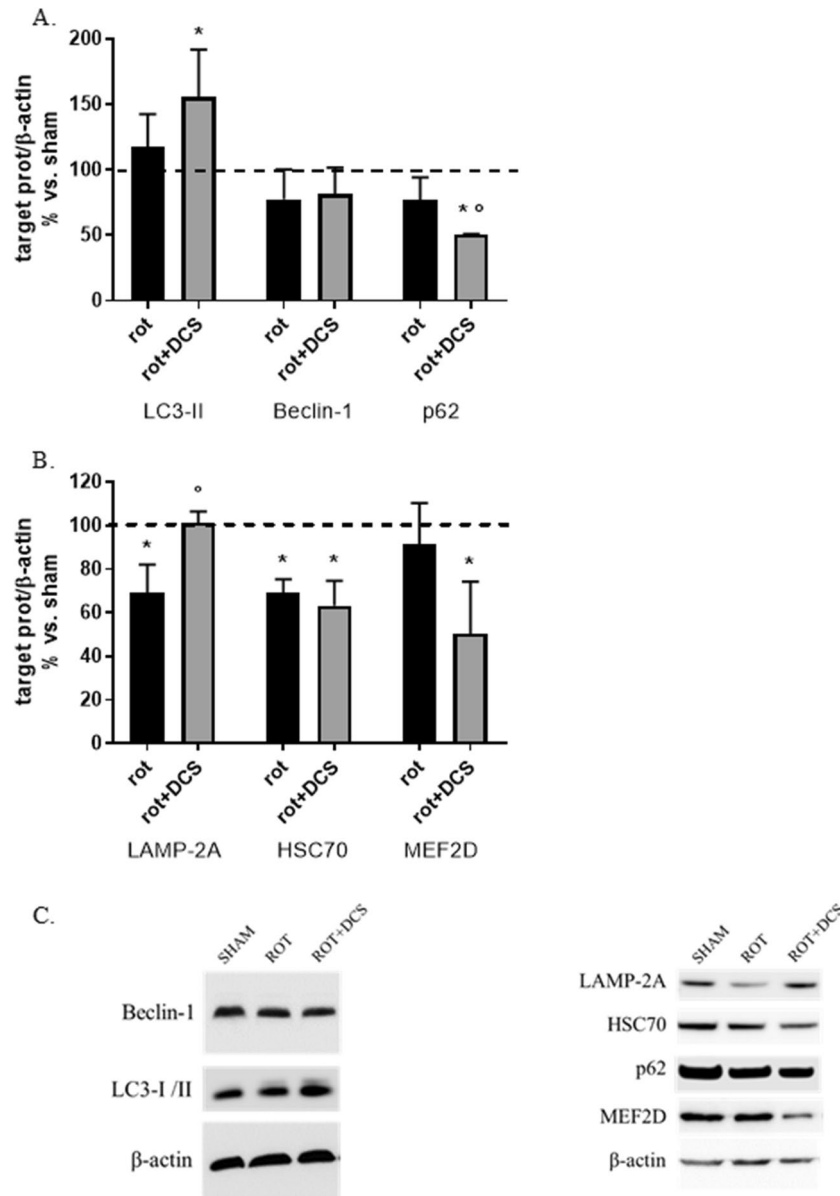 A.
target prot/β-actin
% vs. sham
200
150
100
50
0
*
* °
rot
rot+DCS
rot
rot+DCS
rot
rot+DCS
LC3-II Beclin-1 p62
B.
target prot/β-actin
% vs. sham
120
100
80
60
40
20
0
*
°
*
*
*
rot
rot+DCS
rot
rot+DCS
rot
rot+DCS
LAMP-2A HSC70 MEF2D
C.
SHAM
ROT
ROT+DCS
Beclin-1
LC3-I /II
β-actin
SHAM
ROT
ROT+DCS
LAMP-2A
HSC70
p62
MEF2D
β-actin